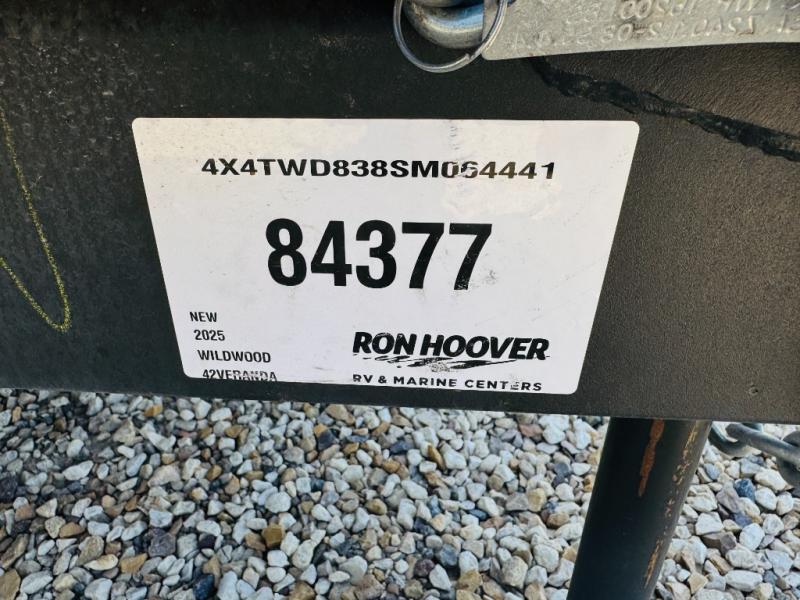 4X4TWD838SM064441
84377
NEW
2025
WILDWOOD
42VERANDA
RON HOOVER
RV & MARINE CENTERS